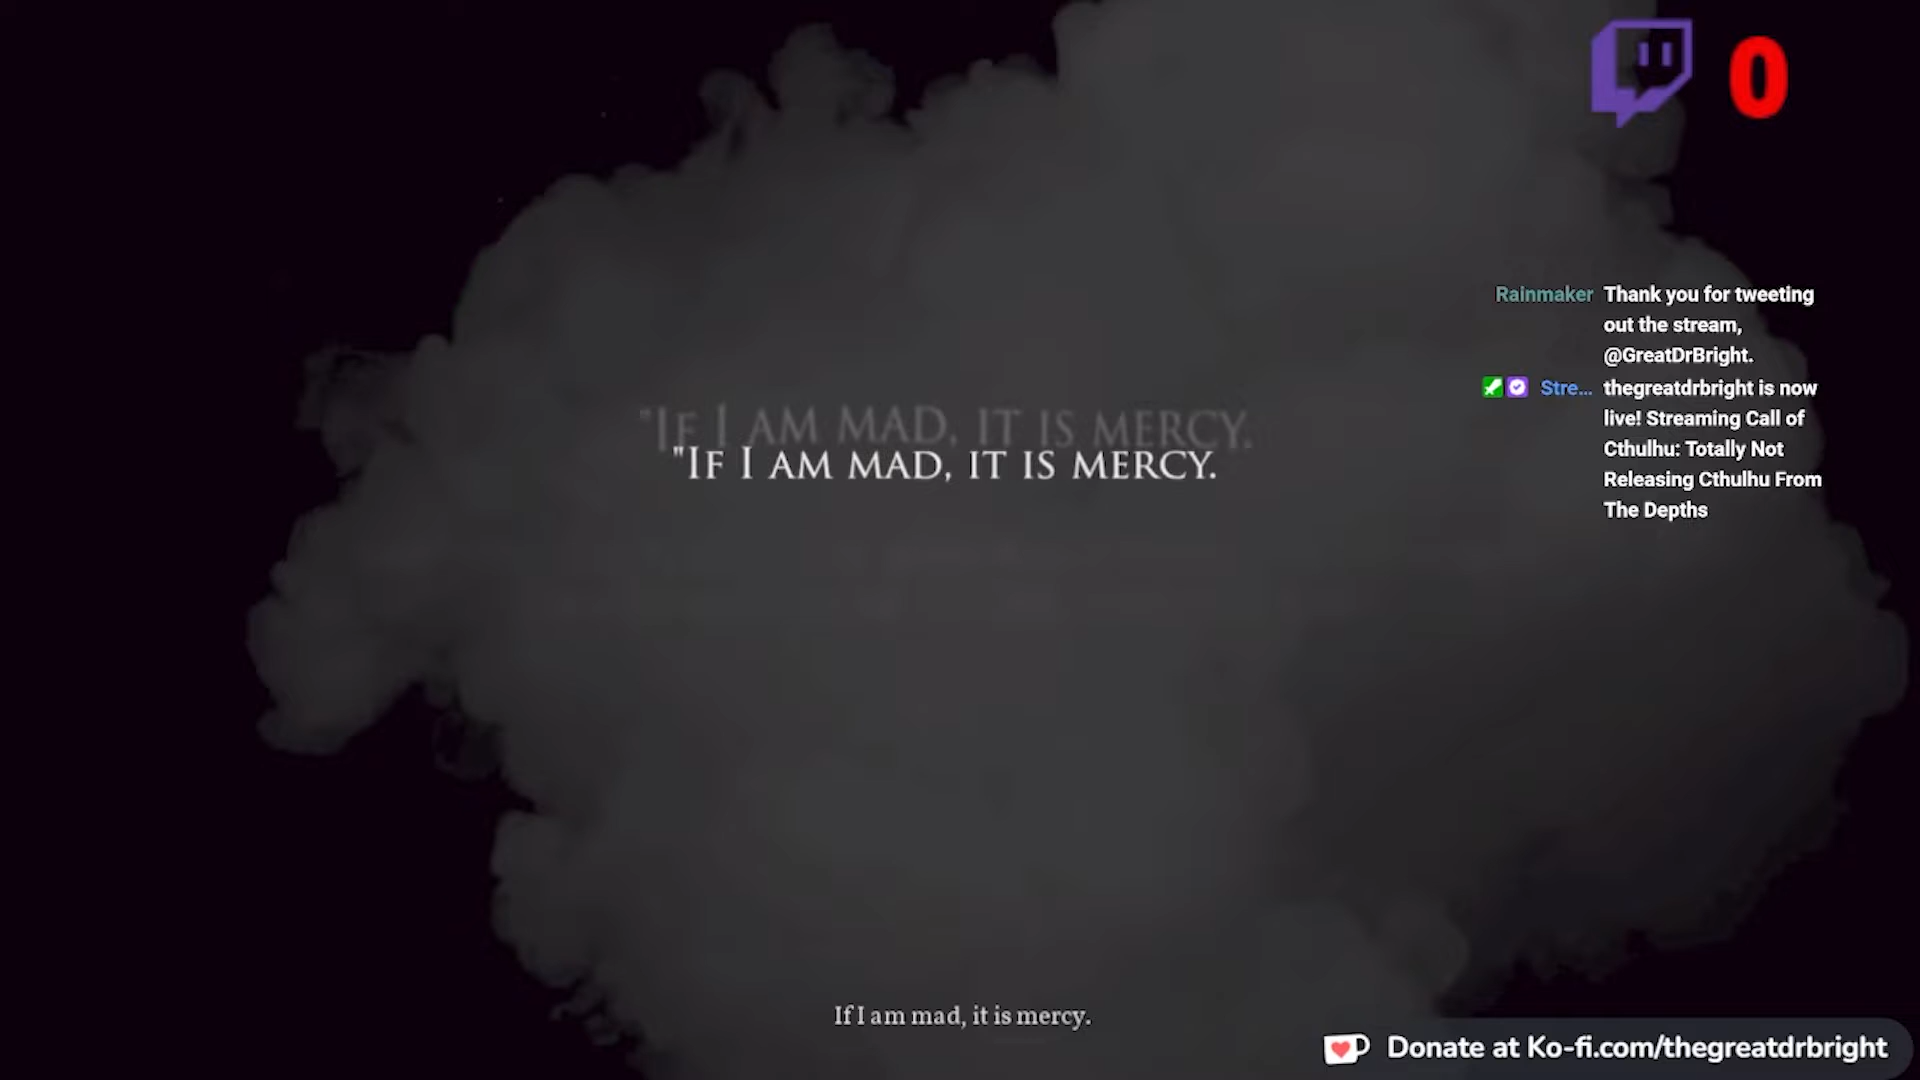 0
Rainmaker Thank you for tweeting
out the stream,
@GreatDrBright.
Stre... thegreatdrbright is now
live! Streaming Call of
Cthulhu: Totally Not
Releasing Cthulhu From
The Depths
"IF I AM MAD, IT IS MERCY.
"IF I AM MAD, IT IS MERCY.
If I am mad, it is mercy.
Donate at Ko-fi.com/thegreatdrbright